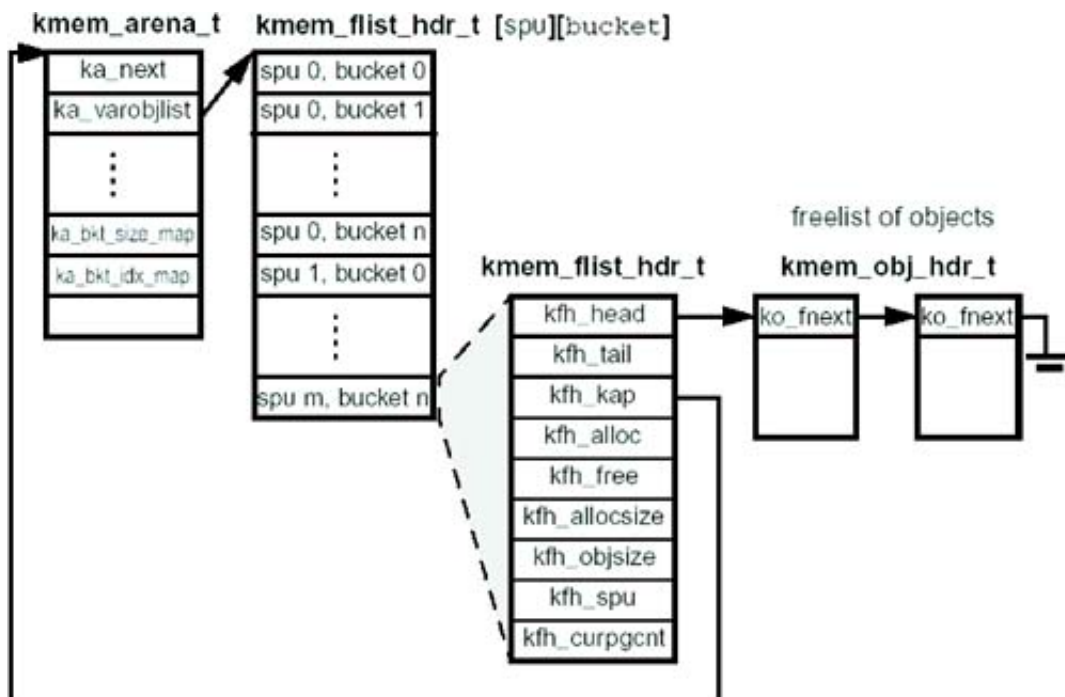 kmem_arena_t
kmem_flist_hdr_t [spu][bucket]
ka_next
ka_varobjlist
ka_bkt_size_map
ka_bkt_idx_map
spu 0, bucket 0
spu 0, bucket 1
spu 0, bucket n
spu 1, bucket 0
spu m, bucket n
kmem_flist_hdr_t
kfh_head
kfh_tail
kfh_kap
kfh_alloc
kfh_free
kfh_allocsize
kfh_objsize
kfh_spu
kfh_curpgcnt
freelist of objects
kmem_obj_hdr_t
ko_fnext
ko_fnext